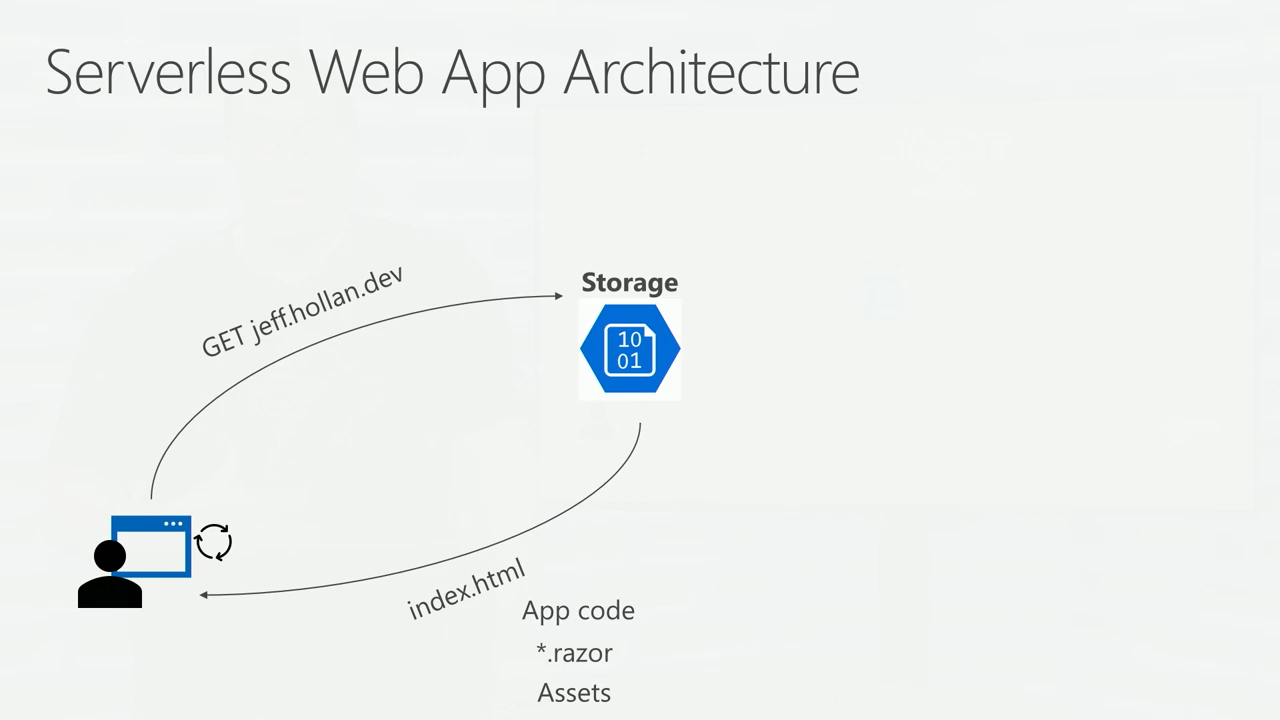 Serverless Web App Architecture
GET jeff.hollan.dev
Storage
10
01
index.html
App code
*.razor
Assets